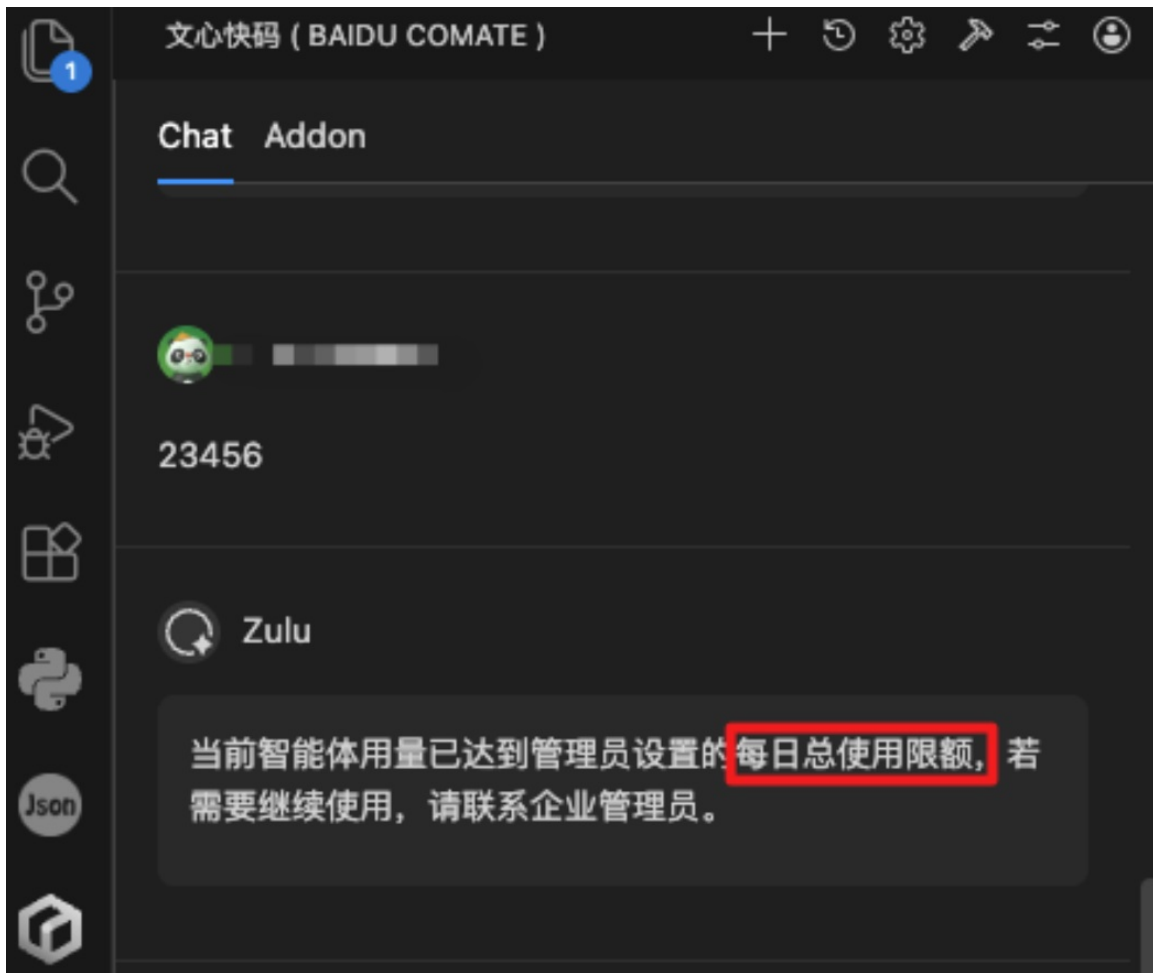 文心快码 ( BAIDU COMATE )
1
Chat Addon
23456
Zulu
当前智能体用量已达到管理员设置的每日总使用限额,若
需要继续使用，请联系企业管理员。
Json